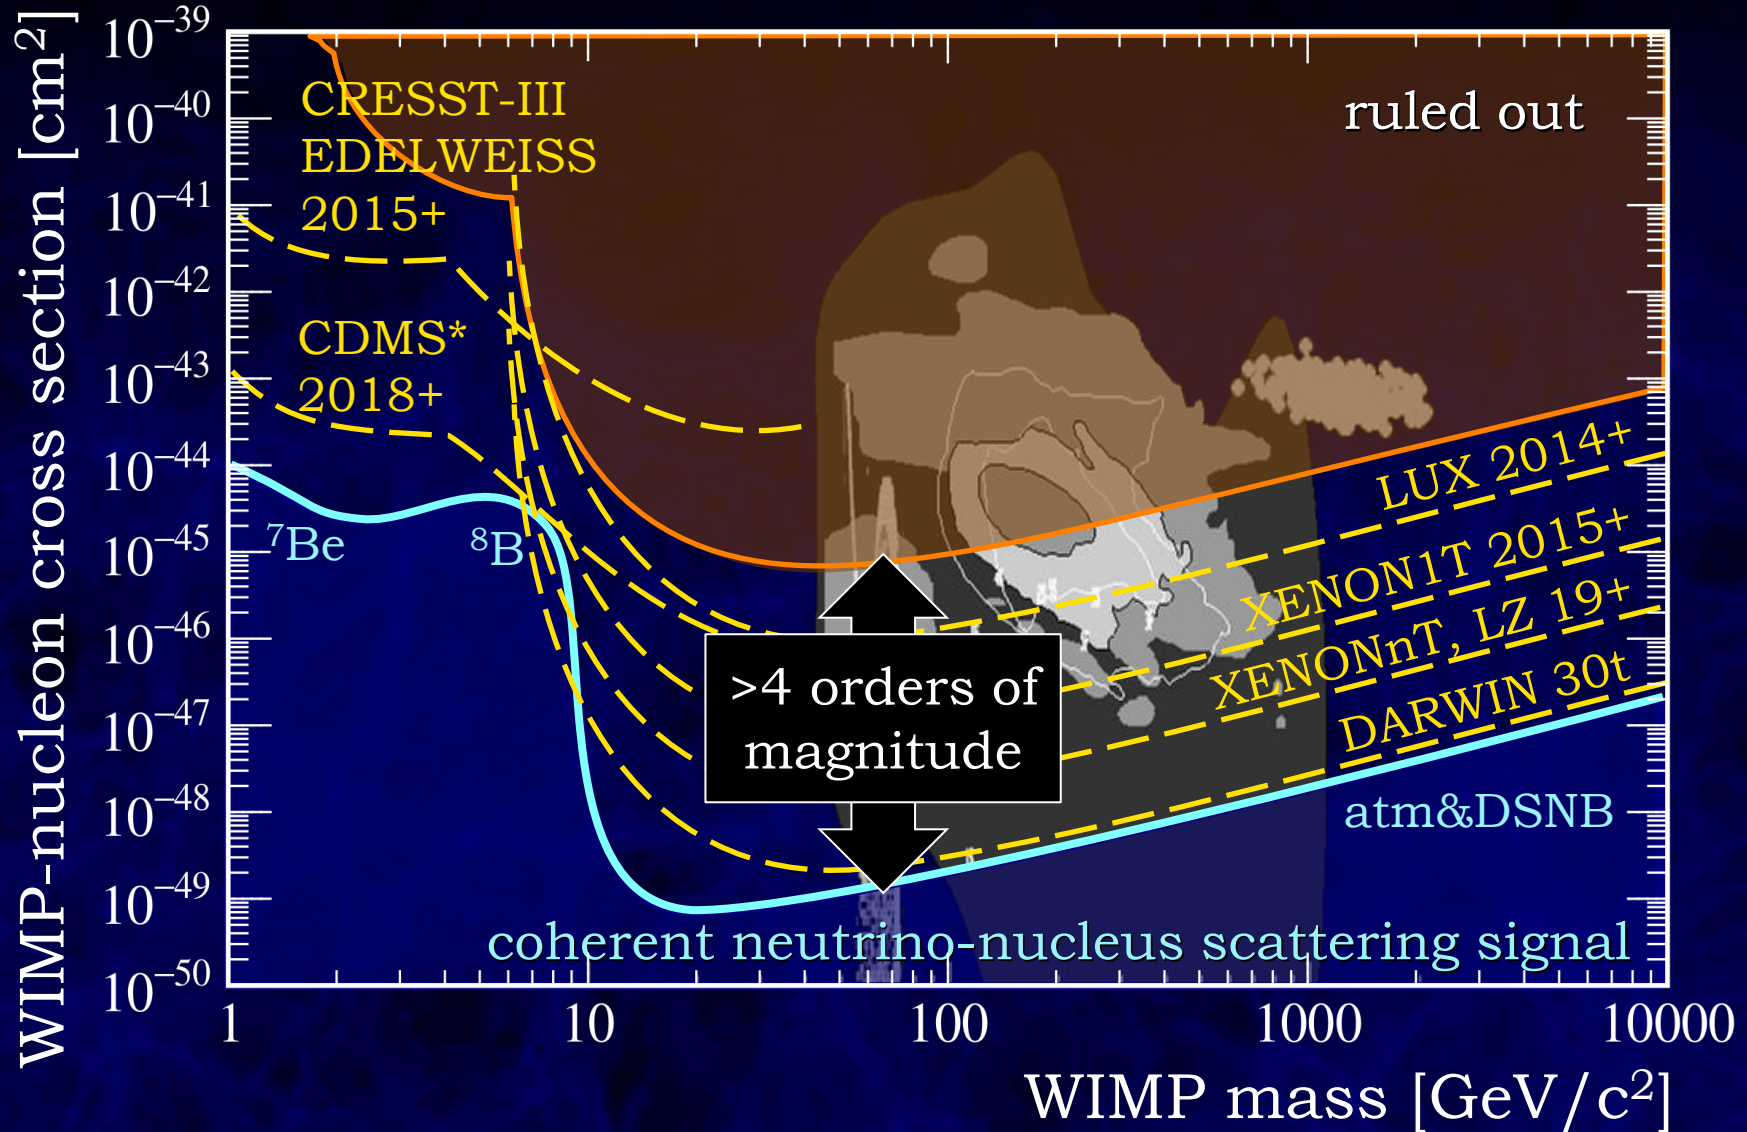 WIMP-nucleon cross section [cm²]
10⁻³⁹
10⁻⁴⁰
10⁻⁴¹
10⁻⁴²
10⁻⁴³
10⁻⁴⁴
10⁻⁴⁵
10⁻⁴⁶
10⁻⁴⁷
10⁻⁴⁸
10⁻⁴⁹
10⁻⁵⁰
CRESST-III
EDELWEISS
2015+
ruled out
CDMS*
2018+
⁷Be
⁸B
LUX 2014+
XENON1T 2015+
XENONnT, LZ 19+
DARWIN 30t
>4 orders of
magnitude
atm&DSNB
coherent neutrino-nucleus scattering signal
1
10
100
1000
10000
WIMP mass [GeV/c²]